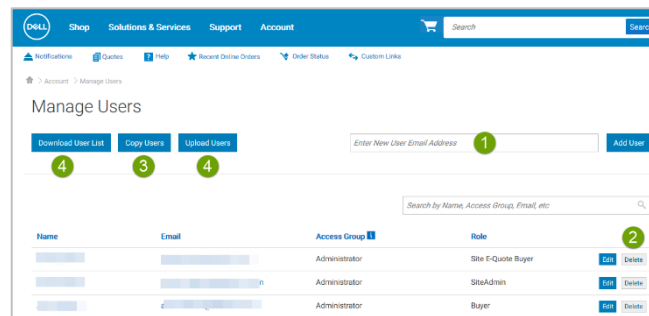 DELL Shop Solutions & Services Support Account Search Searc
Notifications Quotes ? Help Recent Online Orders Order Status Custom Links
> Account > Manage Users
Manage Users
Download User List Copy Users Upload Users Enter New User Email Address 1 Add User
4 3 4
Search by Name, Access Group, Email, etc
Name Email Access Group i Role 2
Administrator Site E-Quote Buyer Edit Delete
n Administrator SiteAdmin Edit Delete
Administrator Buyer Edit Delete